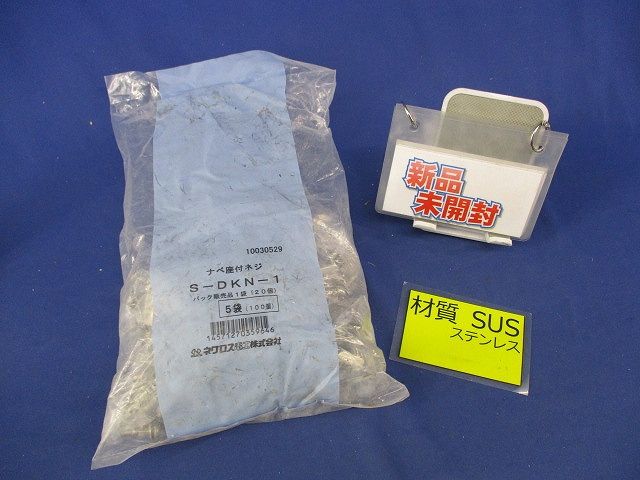 10030529
ナベ座付ネジ
S-DKN-1
パック販売品1袋(20個)
5袋(100個)
14571270359646
ネグロス電工株式会社
新品
未開封
材質 SUS
ステンレス